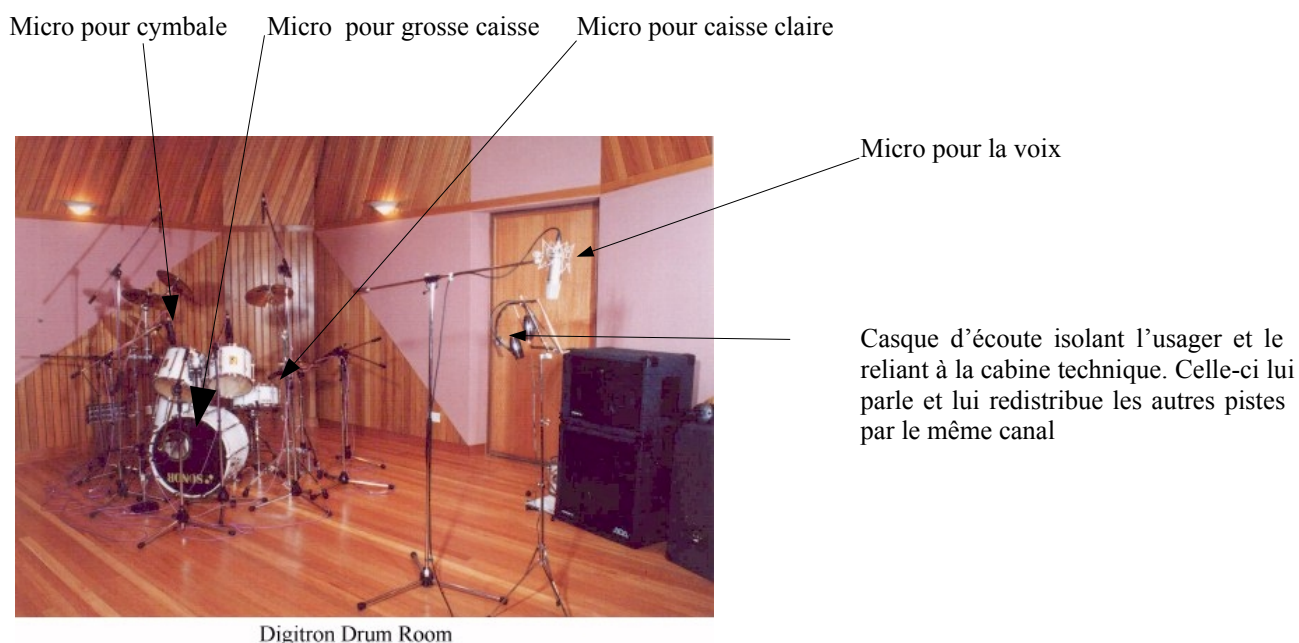 Micro pour cymbale
Micro pour grosse caisse
Micro pour caisse claire
Micro pour la voix
Casque d'écoute isolant l'usager et le
reliant à la cabine technique. Celle-ci lui
parle et lui redistribue les autres pistes
par le même canal
HONOS
Digitron Drum Room